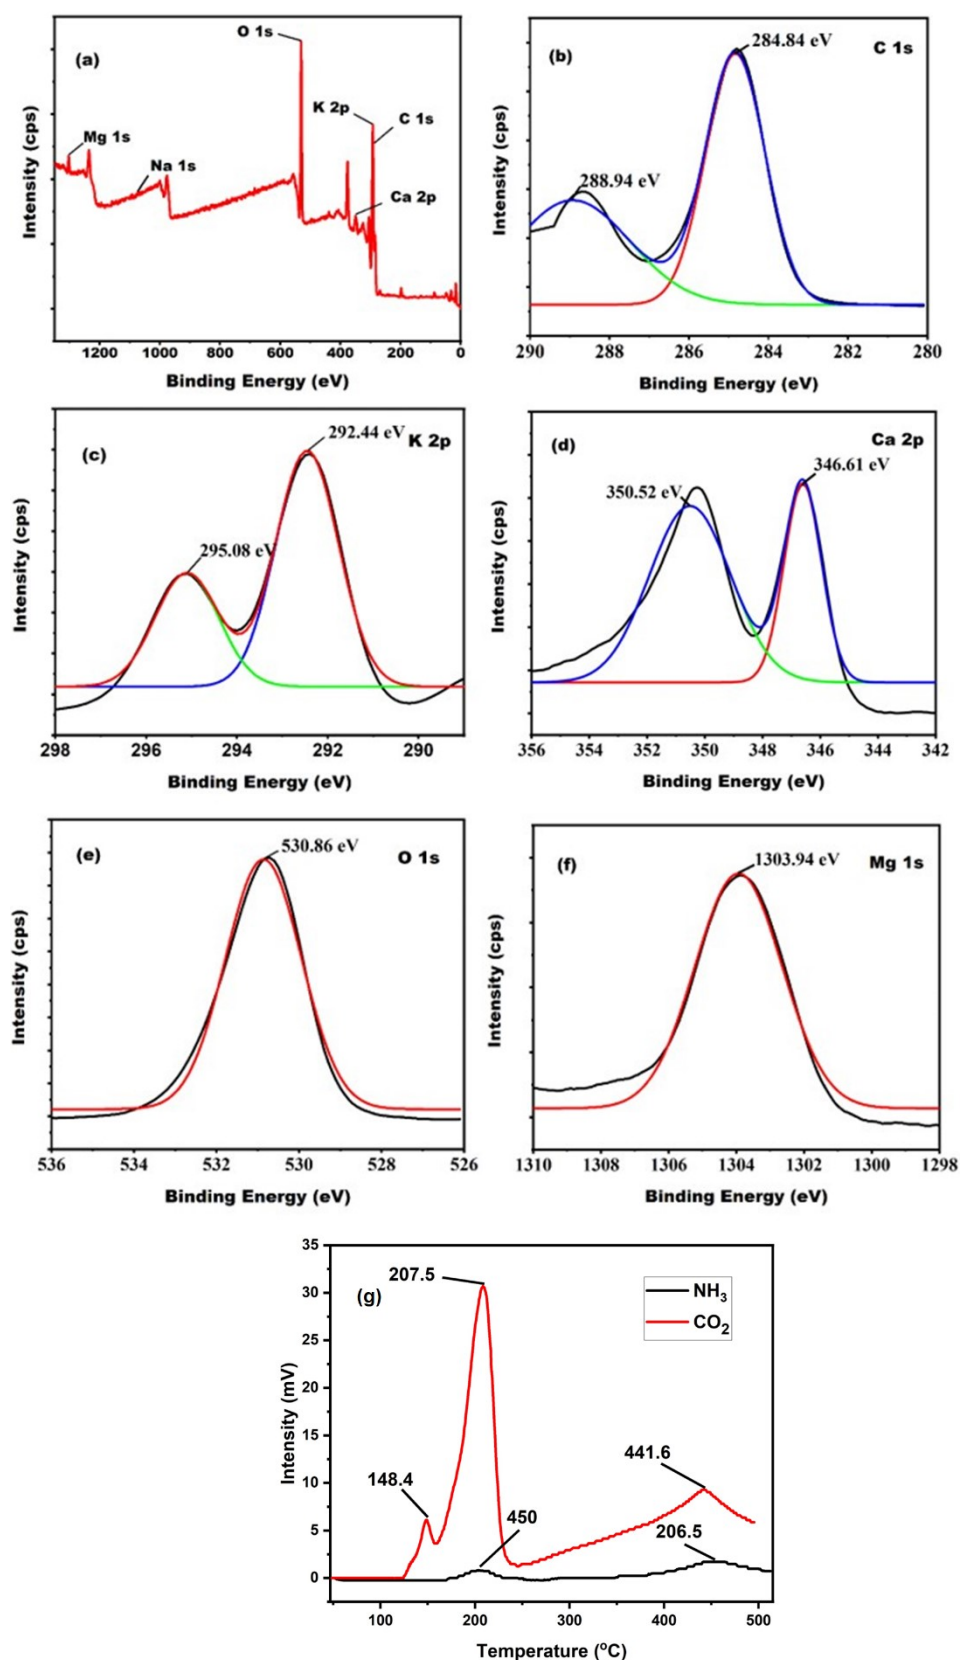 (a)
O 1s
K 2p
C 1s
Mg 1s
Na 1s
Ca 2p
Intensity (cps)
1200 1000 800 600 400 200 0
Binding Energy (eV)
(b)
284.84 eV
C 1s
288.94 eV
Intensity (cps)
290 288 286 284 282 280
Binding Energy (eV)
(c)
292.44 eV
K 2p
295.08 eV
Intensity (cps)
298 296 294 292 290
Binding Energy (eV)
(d)
Ca 2p
346.61 eV
350.52 eV
Intensity (cps)
356 354 352 350 348 346 344 342
Binding Energy (eV)
(e)
530.86 eV
O 1s
Intensity (cps)
536 534 532 530 528 526
Binding Energy (eV)
(f)
1303.94 eV
Mg 1s
Intensity (cps)
1310 1308 1306 1304 1302 1300 1298
Binding Energy (eV)
35
30
25
20
15
10
5
0
Intensity (mV)
(g)
207.5
NH₃
CO₂
148.4
450
441.6
206.5
100 200 300 400 500
Temperature (°C)